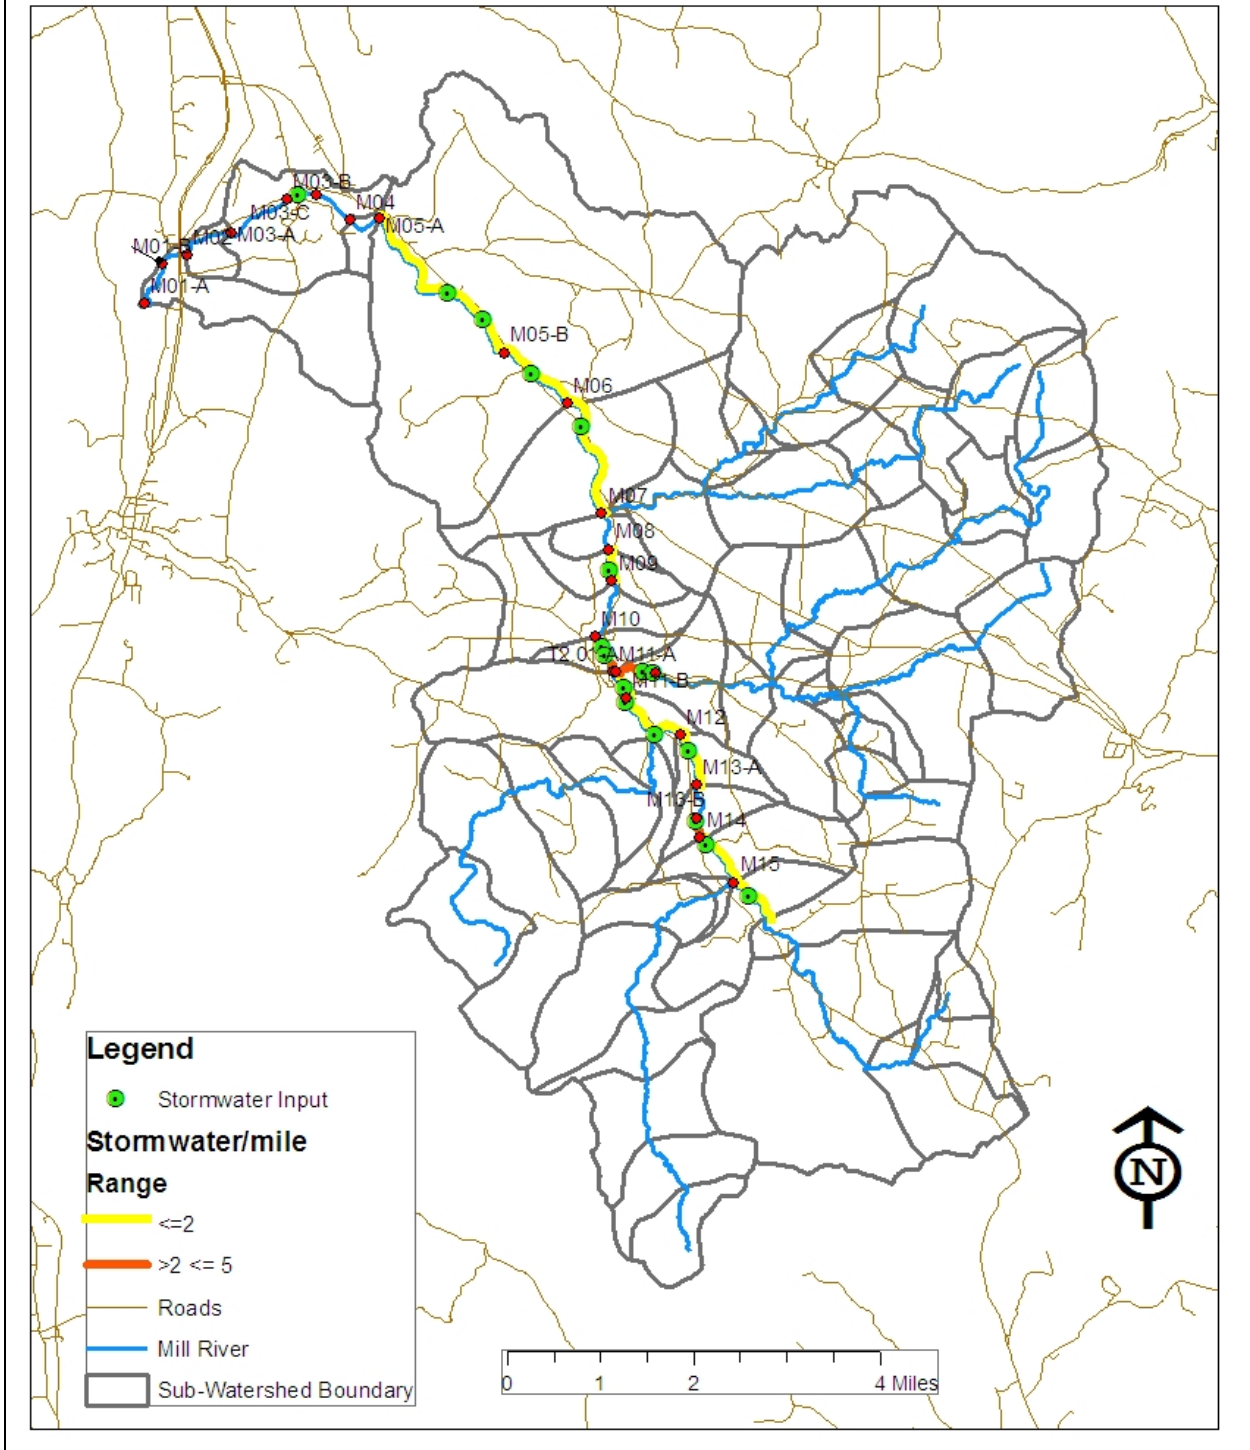 M03-B
M03-C
M04
M05-A
M02
M03-A
M01-B
M01-A
M05-B
M06
M07
M08
M09
M10
T2.01-A
M11-A
M11-B
M12
M13-A
M13-B
M14
M15
Legend
Stormwater Input
Stormwater/mile
Range
<=2
>2 <= 5
Roads
Mill River
Sub-Watershed Boundary
N
0 1 2 4 Miles